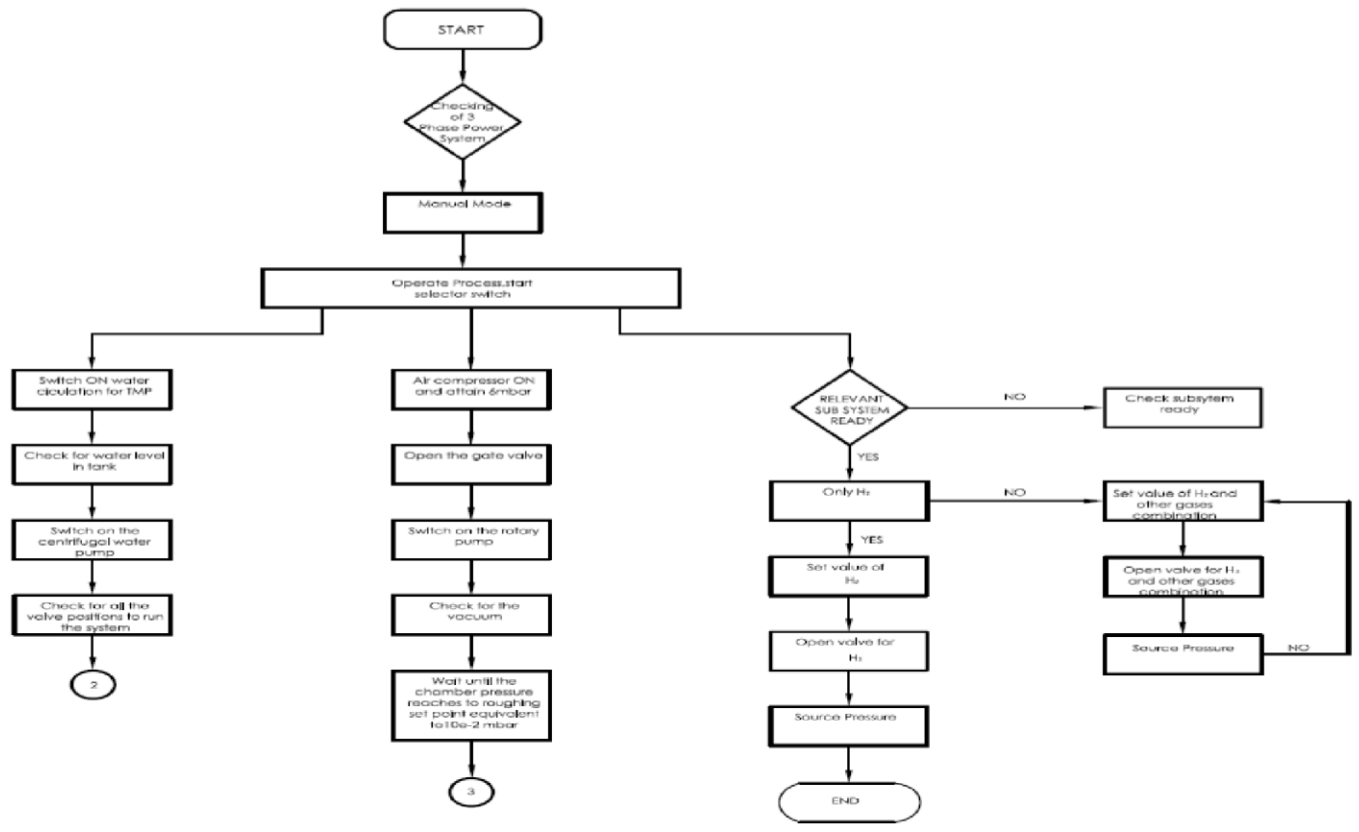 START
Checking
of 3
Phase Power
System
Manual Mode
Operate Process,start
selector switch
Switch ON water
ciculation for TMP
Check for water level
in tank
Switch on the
centrifugal water
pump
Check for all the
valve positions to run
the system
2
Air compressor ON
and attain 6mbar
Open the gate valve
Switch on the rotary
pump
Check for the
vacuum
Wait until the
chamber pressure
reaches to roughing
set point equivalent
to10e-2 mbar
3
RELEVANT
SUB SYSTEM
READY
NO
Check subsytem
ready
YES
Only H₂
NO
Set value of H₂ and
other gases
combination
YES
Set value of
H₂
Open valve for H₂
and other gases
combination
Open valve for
H₂
Source Pressure
NO
Source Pressure
END